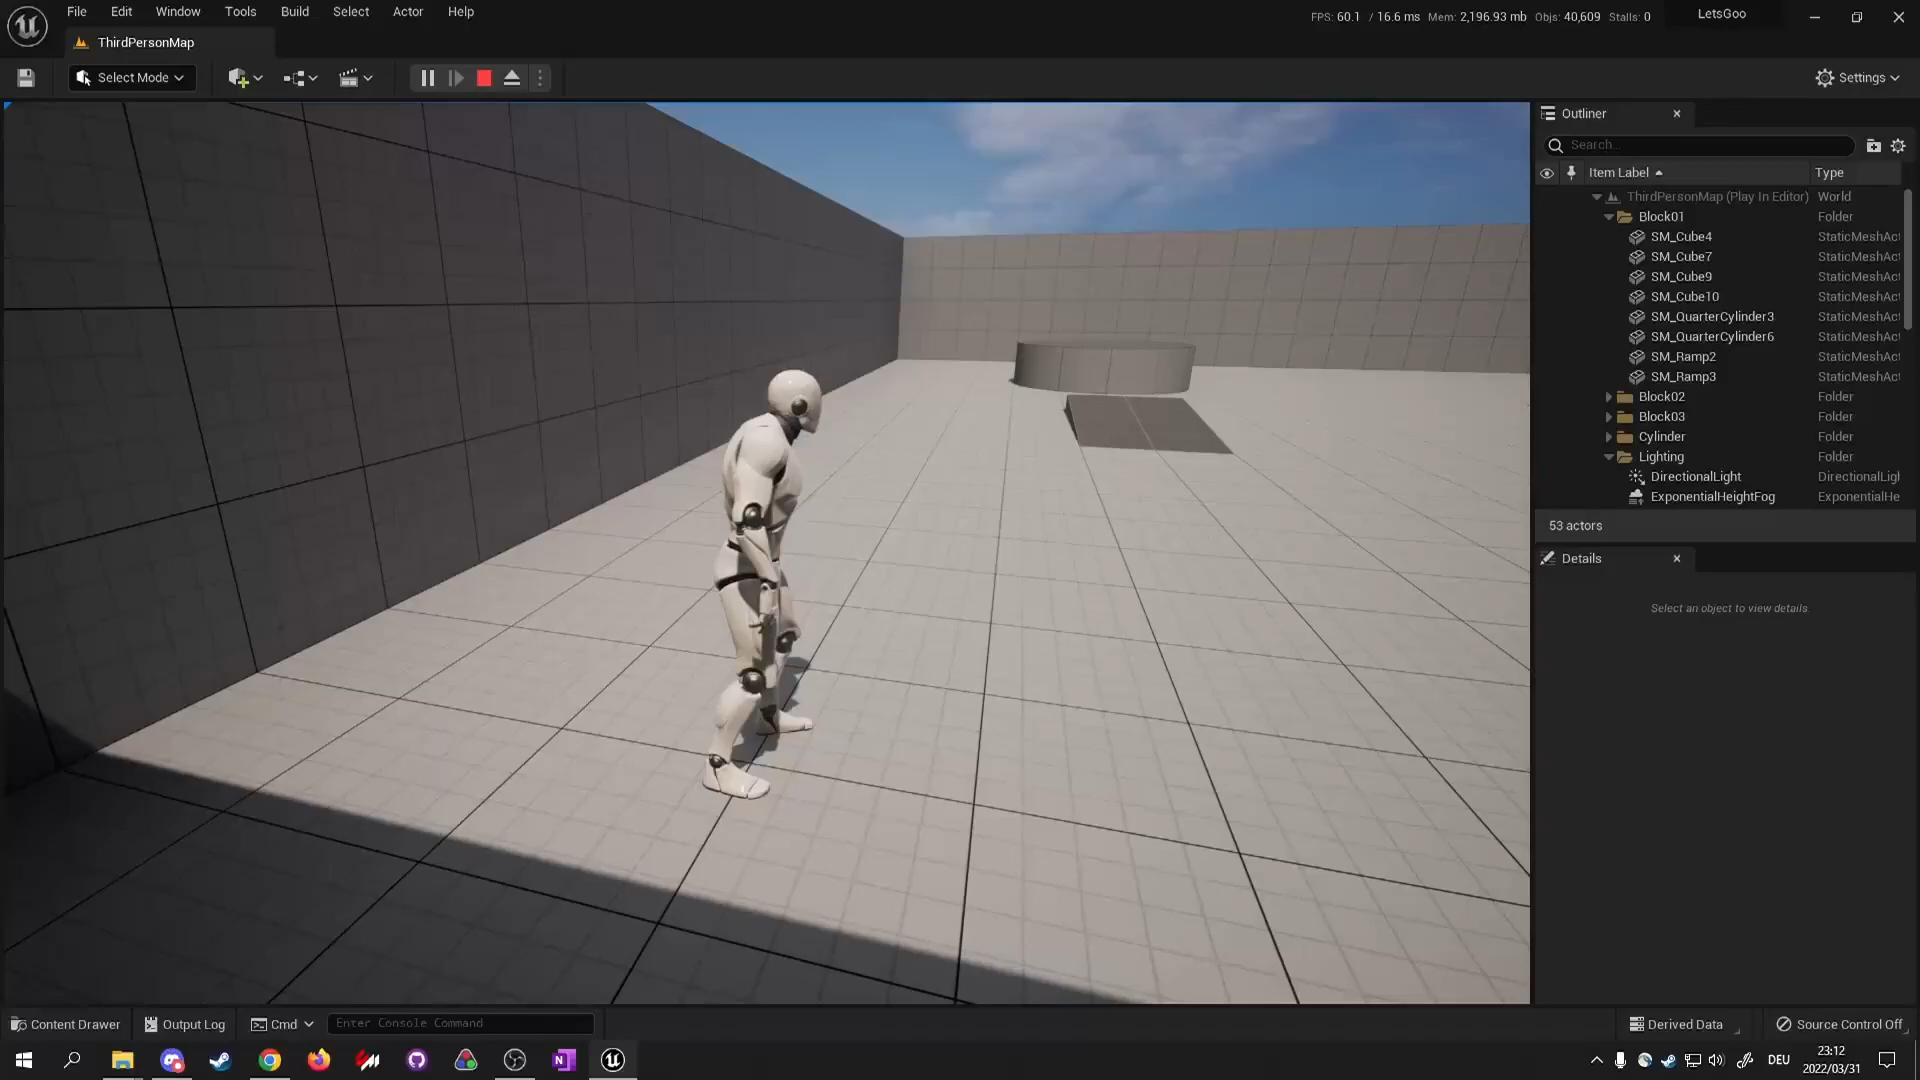 File Edit Window Tools Build Select Actor Help
FPS: 60.1 / 16.6 ms Mem: 2,196.93 mb Objs: 40,609 Stalls: 0
LetsGoo
ThirdPersonMap
Select Mode
Settings
Outliner
Search...
Item Label Type
ThirdPersonMap (Play In Editor) World
Block01 Folder
SM_Cube4 StaticMeshAct
SM_Cube7 StaticMeshAct
SM_Cube9 StaticMeshAct
SM_Cube10 StaticMeshAct
SM_QuarterCylinder3 StaticMeshAct
SM_QuarterCylinder6 StaticMeshAct
SM_Ramp2 StaticMeshAct
SM_Ramp3 StaticMeshAct
Block02 Folder
Block03 Folder
Cylinder Folder
Lighting Folder
DirectionalLight DirectionalLigh
ExponentialHeightFog ExponentialHe
53 actors
Details
Select an object to view details.
Content Drawer Output Log Cmd Enter Console Command
Derived Data Source Control Off
DEU
23:12
2022/03/31